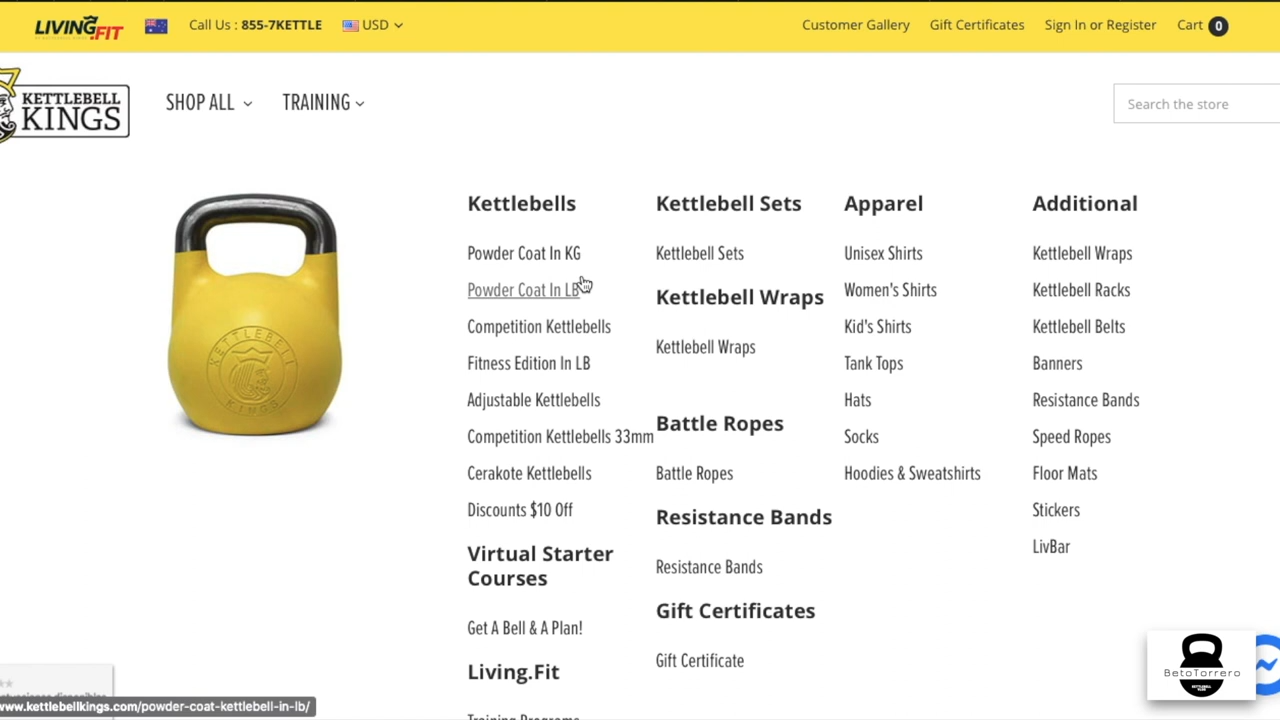 LIVING.FIT
Call Us : 855-7KETTLE
USD
Customer Gallery
Gift Certificates
Sign In or Register
Cart 0
KETTLEBELL
KINGS
SHOP ALL
TRAINING
Search the store
KETTLEBELL
KINGS
Kettlebells
Powder Coat In KG
Powder Coat In LB
Competition Kettlebells
Fitness Edition In LB
Adjustable Kettlebells
Competition Kettlebells 33mm
Cerakote Kettlebells
Discounts $10 Off
Virtual Starter
Courses
Get A Bell & A Plan!
Living.Fit
Training Programs
Kettlebell Sets
Kettlebell Sets
Kettlebell Wraps
Kettlebell Wraps
Battle Ropes
Battle Ropes
Resistance Bands
Resistance Bands
Gift Certificates
Gift Certificate
Apparel
Unisex Shirts
Women's Shirts
Kid's Shirts
Tank Tops
Hats
Socks
Hoodies & Sweatshirts
Additional
Kettlebell Wraps
Kettlebell Racks
Kettlebell Belts
Banners
Resistance Bands
Speed Ropes
Floor Mats
Stickers
LivBar
BetoTorrero
disponibles
www.kettlebellkings.com/powder-coat-kettlebell-in-lb/